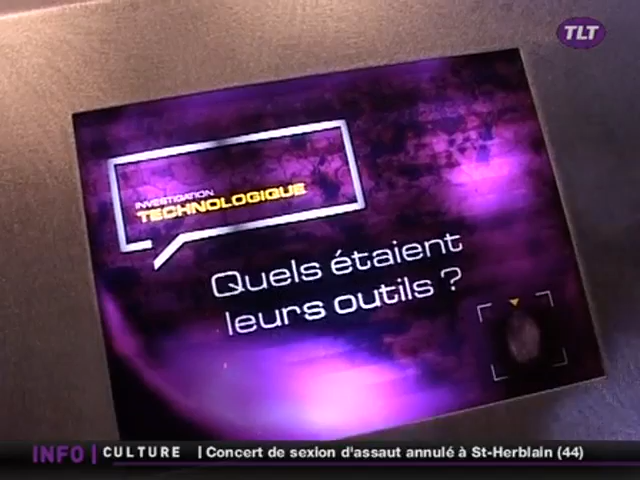 TLT
INVESTIGATION
TECHNOLOGIQUE
Quels étaient
leurs outils ?
INFO | CULTURE | Concert de sexion d'assaut annulé à St-Herblain (44)